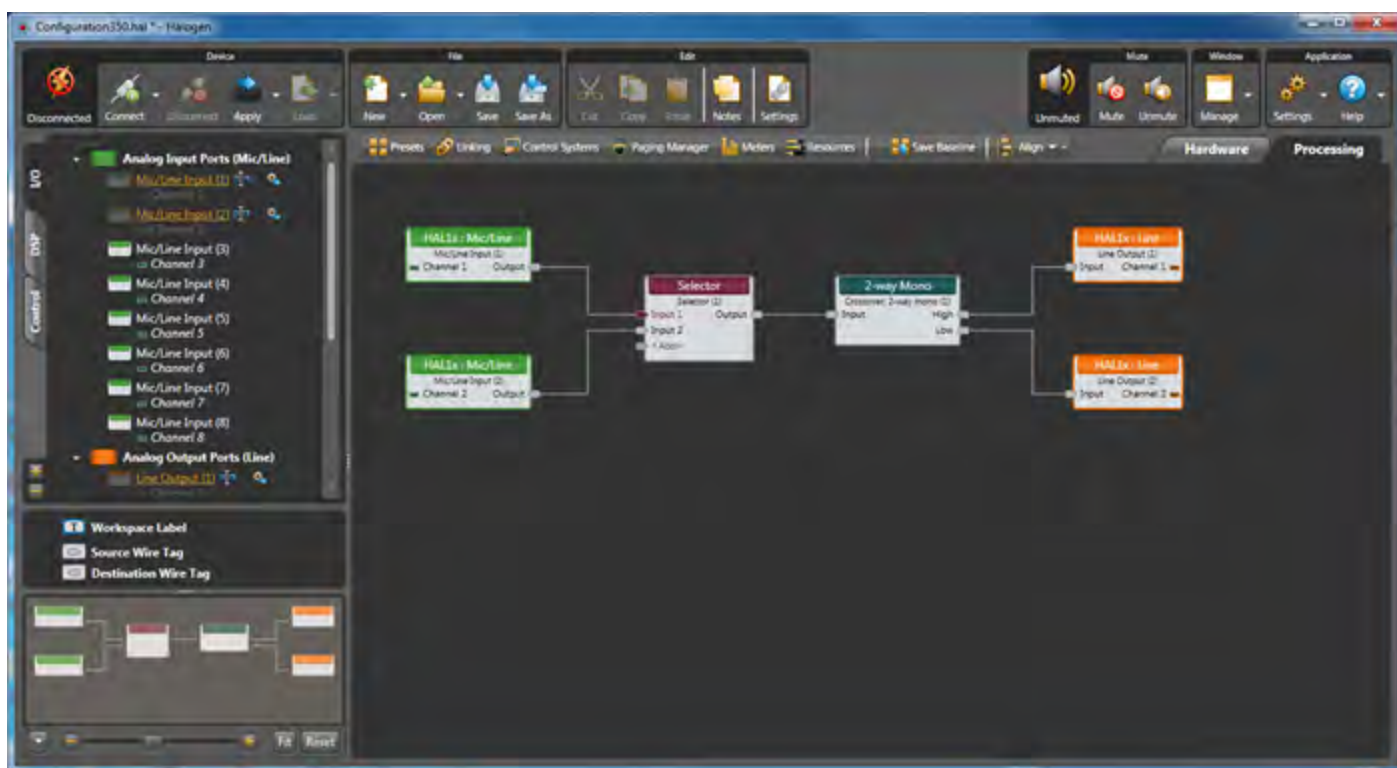 Configuration350.hal * - Halogen
Device
File
Edit
Mute
Window
Application
Disconnected Connect Disconnect Apply
New Open Save Save As Cut Copy Paste Notes Settings
Unmuted Mute Unmute Manage Settings Help
Presets Linking Control Systems Paging Manager Meters Resources Save Baseline Align
Hardware Processing
I/O
DSP
Control
Analog Input Ports (Mic/Line)
Mic/Line Input (1)
Mic/Line Input (2)
Mic/Line Input (3)
Channel 3
Mic/Line Input (4)
Channel 4
Mic/Line Input (5)
Channel 5
Mic/Line Input (6)
Channel 6
Mic/Line Input (7)
Channel 7
Mic/Line Input (8)
Channel 8
Analog Output Ports (Line)
Line Output (1)
Workspace Label
Source Wire Tag
Destination Wire Tag
Fit Reset
HAL1x : Mic/Line
Mic/Line Input (1)
Channel 1 Output
HAL1x : Mic/Line
Mic/Line Input (2)
Channel 2 Output
Selector
Selector (1)
Input 1 Output
Input 2
<Add>
2-way Mono
Crossover, 2-way mono (1)
Input High
Low
HAL1x : Line
Line Output (1)
Input Channel 1
HAL1x : Line
Line Output (2)
Input Channel 2